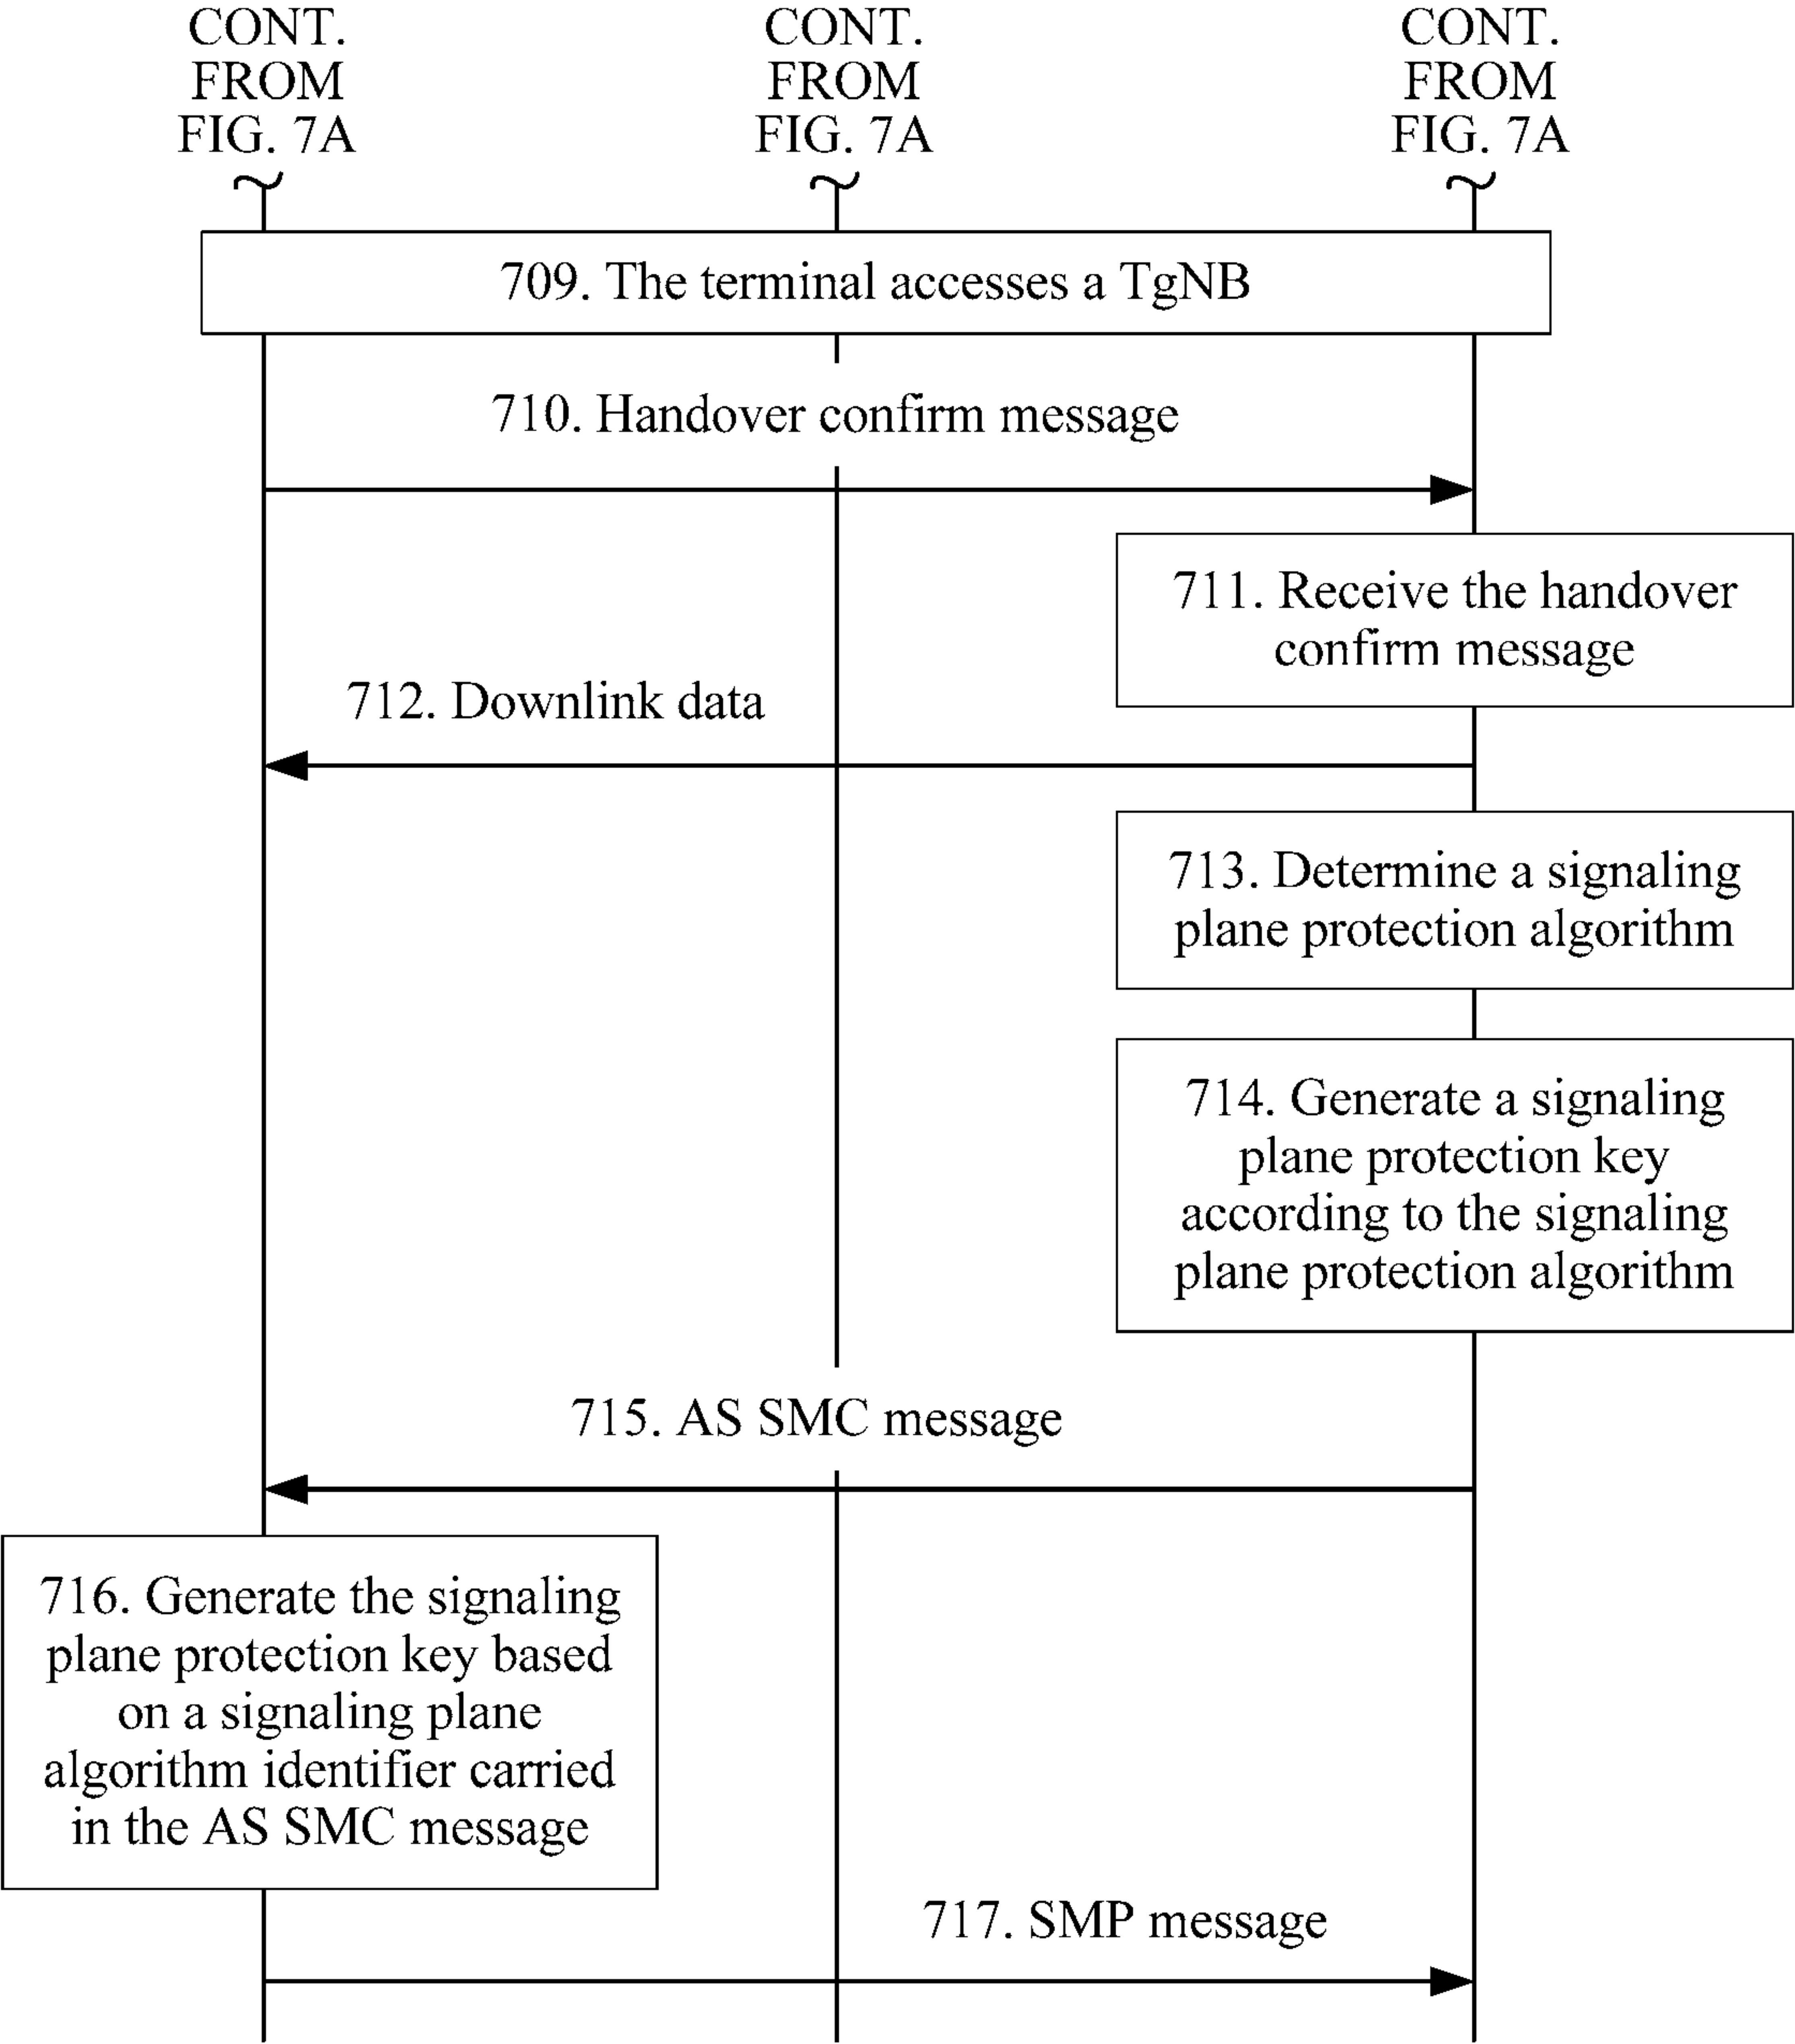 CONT.
FROM
FIG. 7A
CONT.
FROM
FIG. 7A
CONT.
FROM
FIG. 7A
709. The terminal accesses a TgNB
710. Handover confirm message
711. Receive the handover
confirm message
712. Downlink data
713. Determine a signaling
plane protection algorithm
714. Generate a signaling
plane protection key
according to the signaling
plane protection algorithm
715. AS SMC message
716. Generate the signaling
plane protection key based
on a signaling plane
algorithm identifier carried
in the AS SMC message
717. SMP message